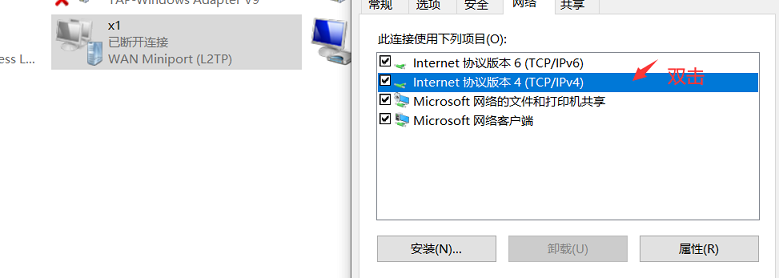 TAP-Windows Adapter V9
x1
已断开连接
ess L...
WAN Miniport (L2TP)
常规
选项
安全
网络
共享
此连接使用下列项目(O):
Internet 协议版本 6 (TCP/IPv6)
Internet 协议版本 4 (TCP/IPv4)
双击
Microsoft 网络的文件和打印机共享
Microsoft 网络客户端
安装(N)...
卸载(U)
属性(R)